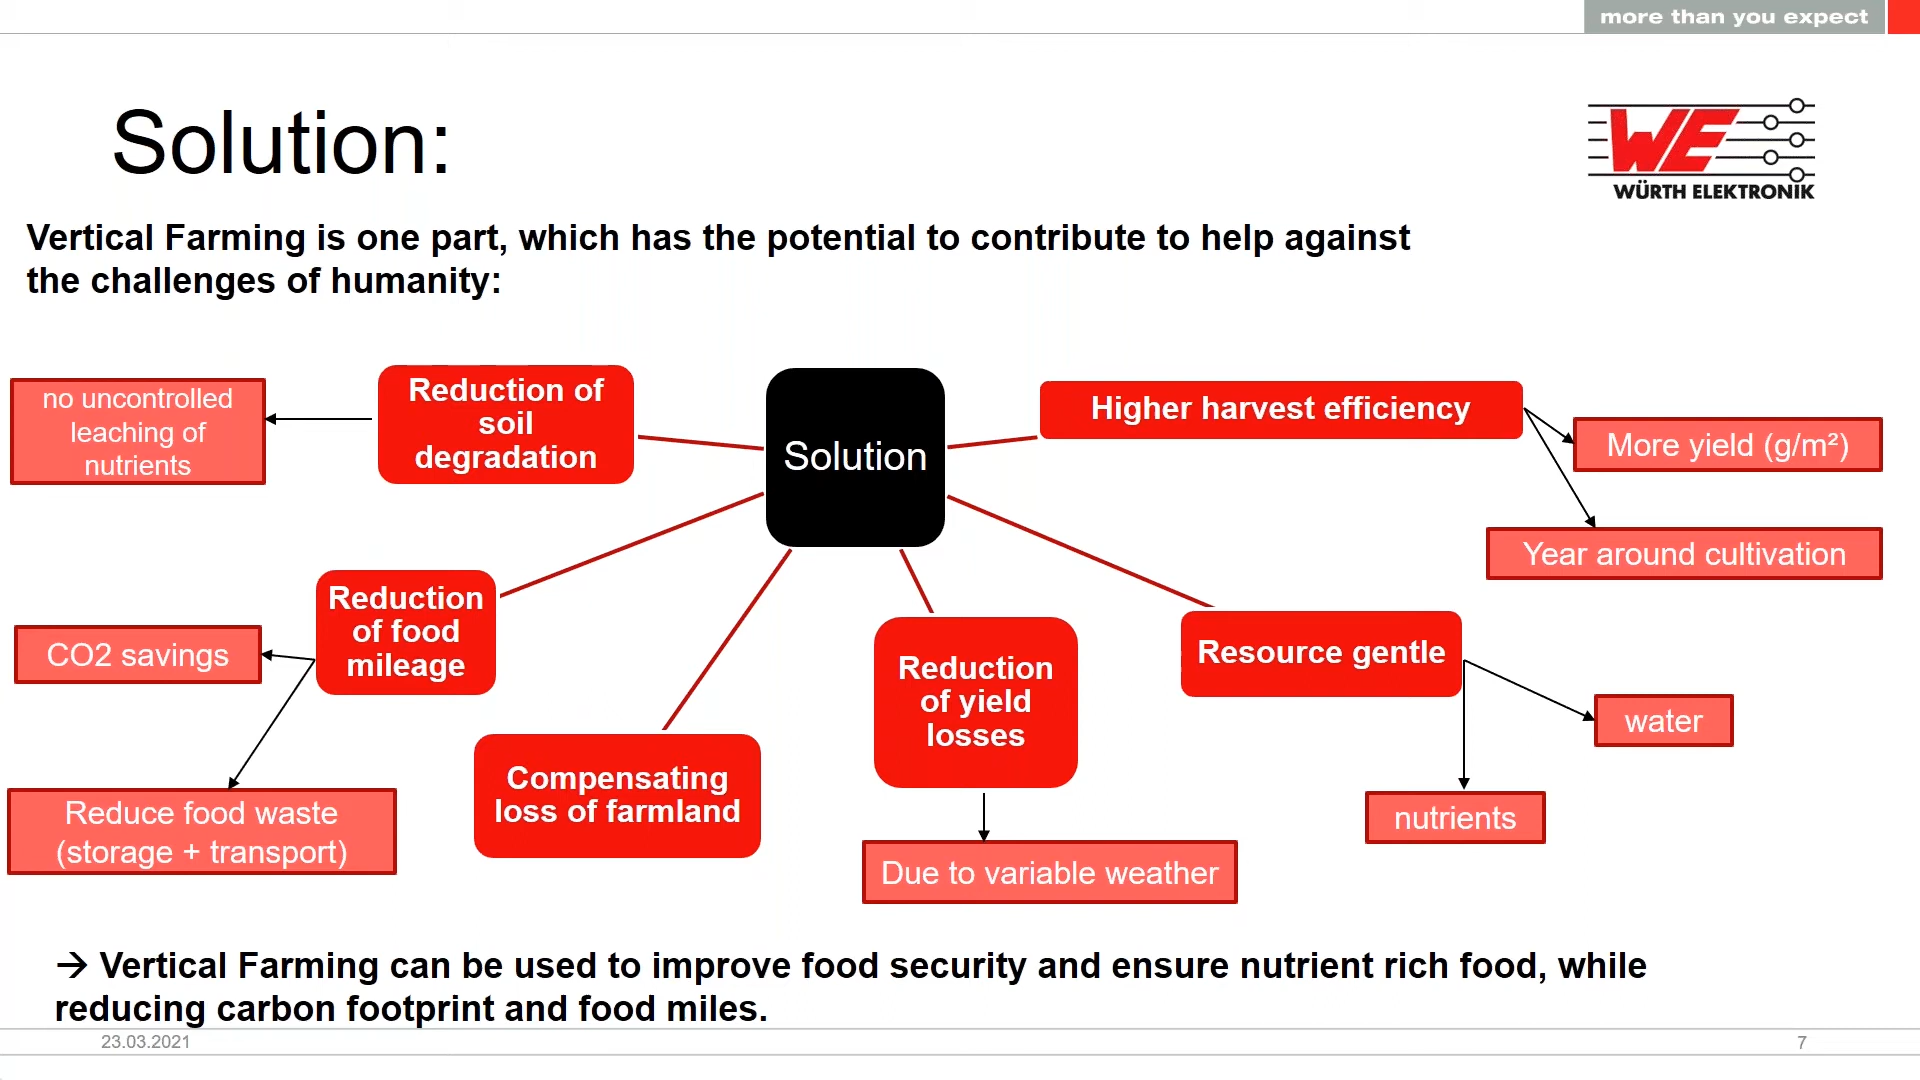 more than you expect
Solution:
WE
WÜRTH ELEKTRONIK
Vertical Farming is one part, which has the potential to contribute to help against
the challenges of humanity:
no uncontrolled
leaching of
nutrients
Reduction of
soil
degradation
Solution
Higher harvest efficiency
More yield (g/m²)
Year around cultivation
Reduction
of food
mileage
CO2 savings
Reduce food waste
(storage + transport)
Compensating
loss of farmland
Reduction
of yield
losses
Due to variable weather
Resource gentle
water
nutrients
→ Vertical Farming can be used to improve food security and ensure nutrient rich food, while
reducing carbon footprint and food miles.
23.03.2021
7